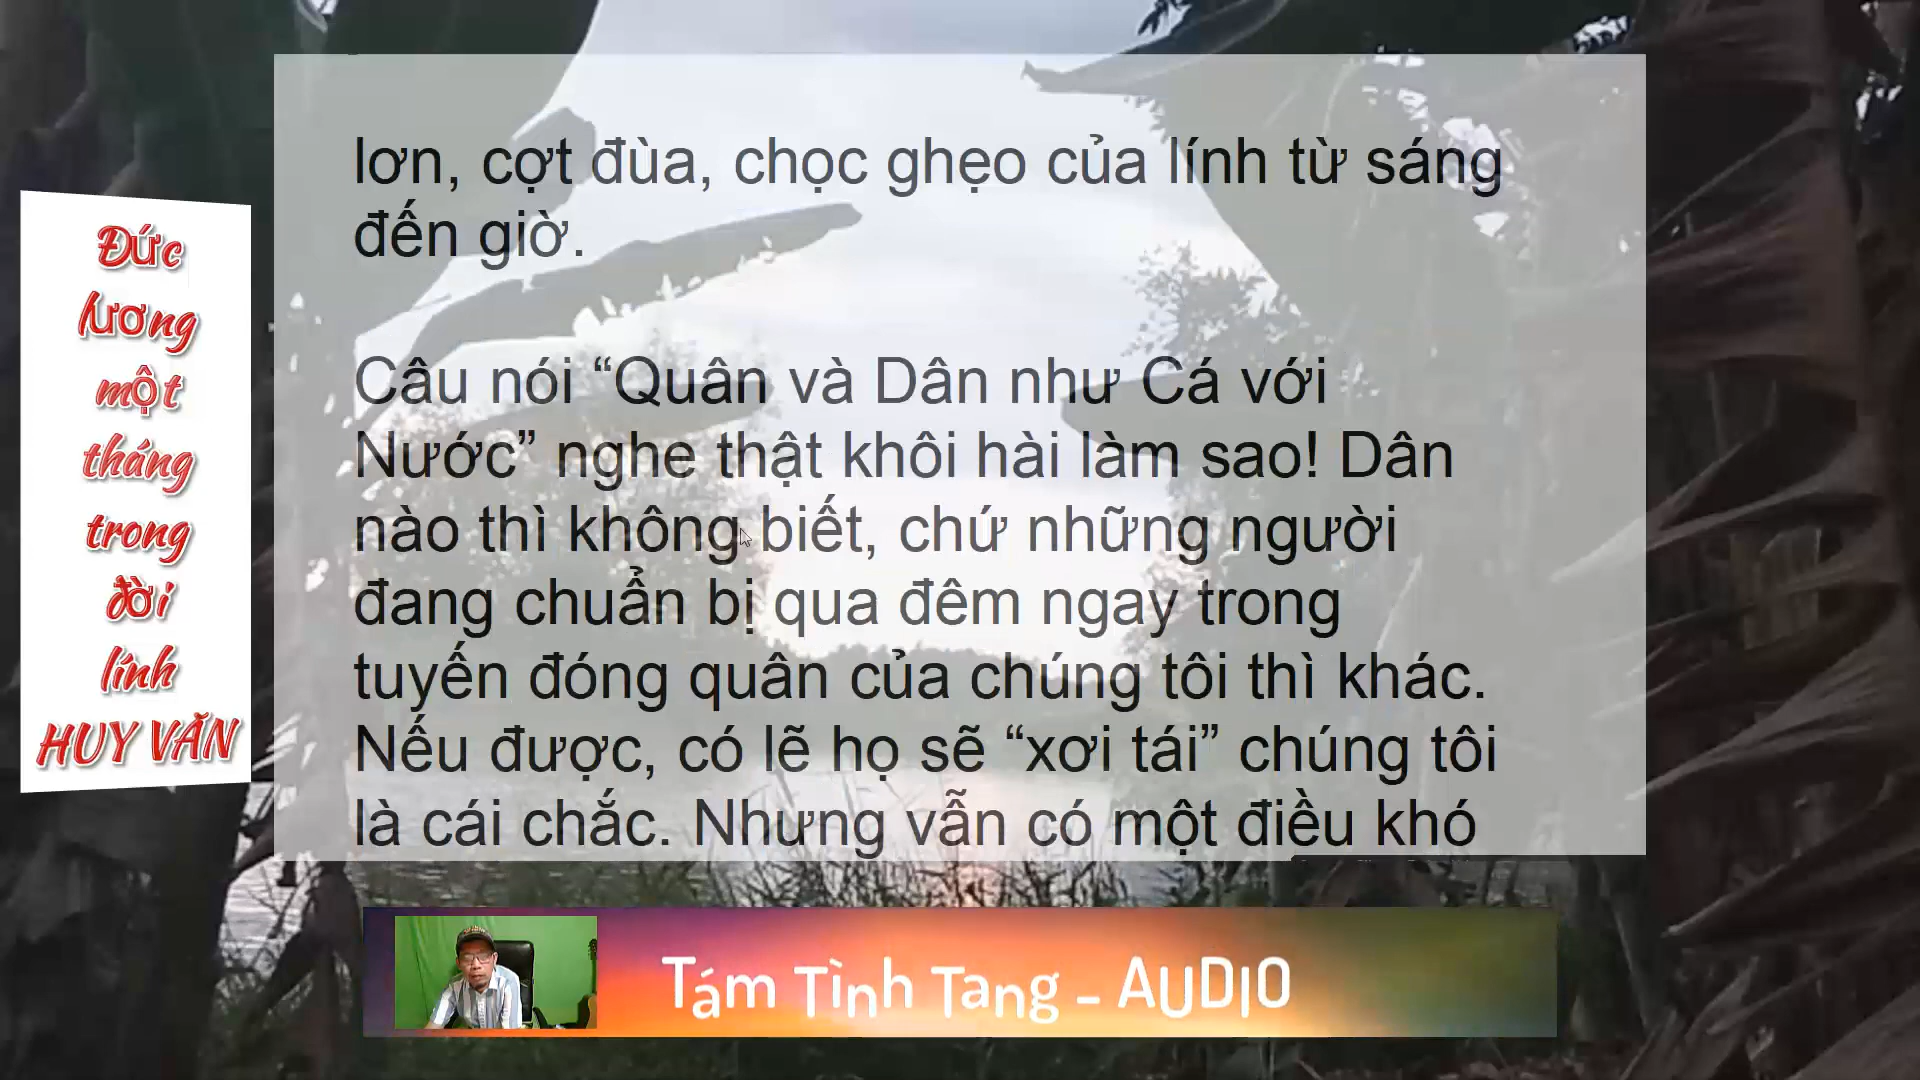 Đức
lương
một
tháng
trong
đời
lính
HUY VĂN
lơn, cợt đùa, chọc ghẹo của lính từ sáng
đến giờ.
Câu nói “Quân và Dân như Cá với
Nước” nghe thật khôi hài làm sao! Dân
nào thì không biết, chứ những người
đang chuẩn bị qua đêm ngay trong
tuyến đóng quân của chúng tôi thì khác.
Nếu được, có lẽ họ sẽ “xơi tái” chúng tôi
là cái chắc. Nhưng vẫn có một điều khó
Tám Tình Tang - AUDIO